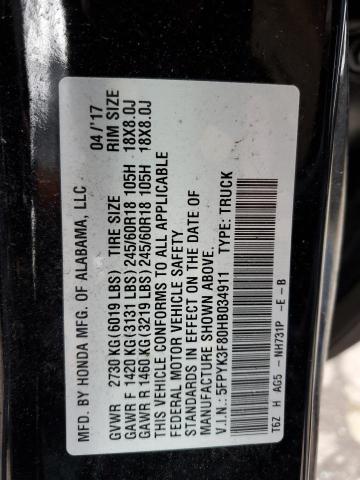 MFD. BY HONDA MFG. OF ALABAMA, LLC. 04/'17
GVWR 2730 KG(6019 LBS) TIRE SIZE RIM SIZE
GAWR F 1420 KG(3131 LBS)245/60R18 105H 18X8.0J
GAWR R 1460 KG(3219 LBS)245/60R18 105H 18X8.0J
THIS VEHICLE CONFORMS TO ALL APPLICABLE
FEDERAL MOTOR VEHICLE SAFETY
STANDARDS IN EFFECT ON THE DATE OF
MANUFACTURE SHOWN ABOVE.
V.I.N.:5FPYK3F80HB034911 TYPE: TRUCK
T6Z H AG5 - NH731P -E-B